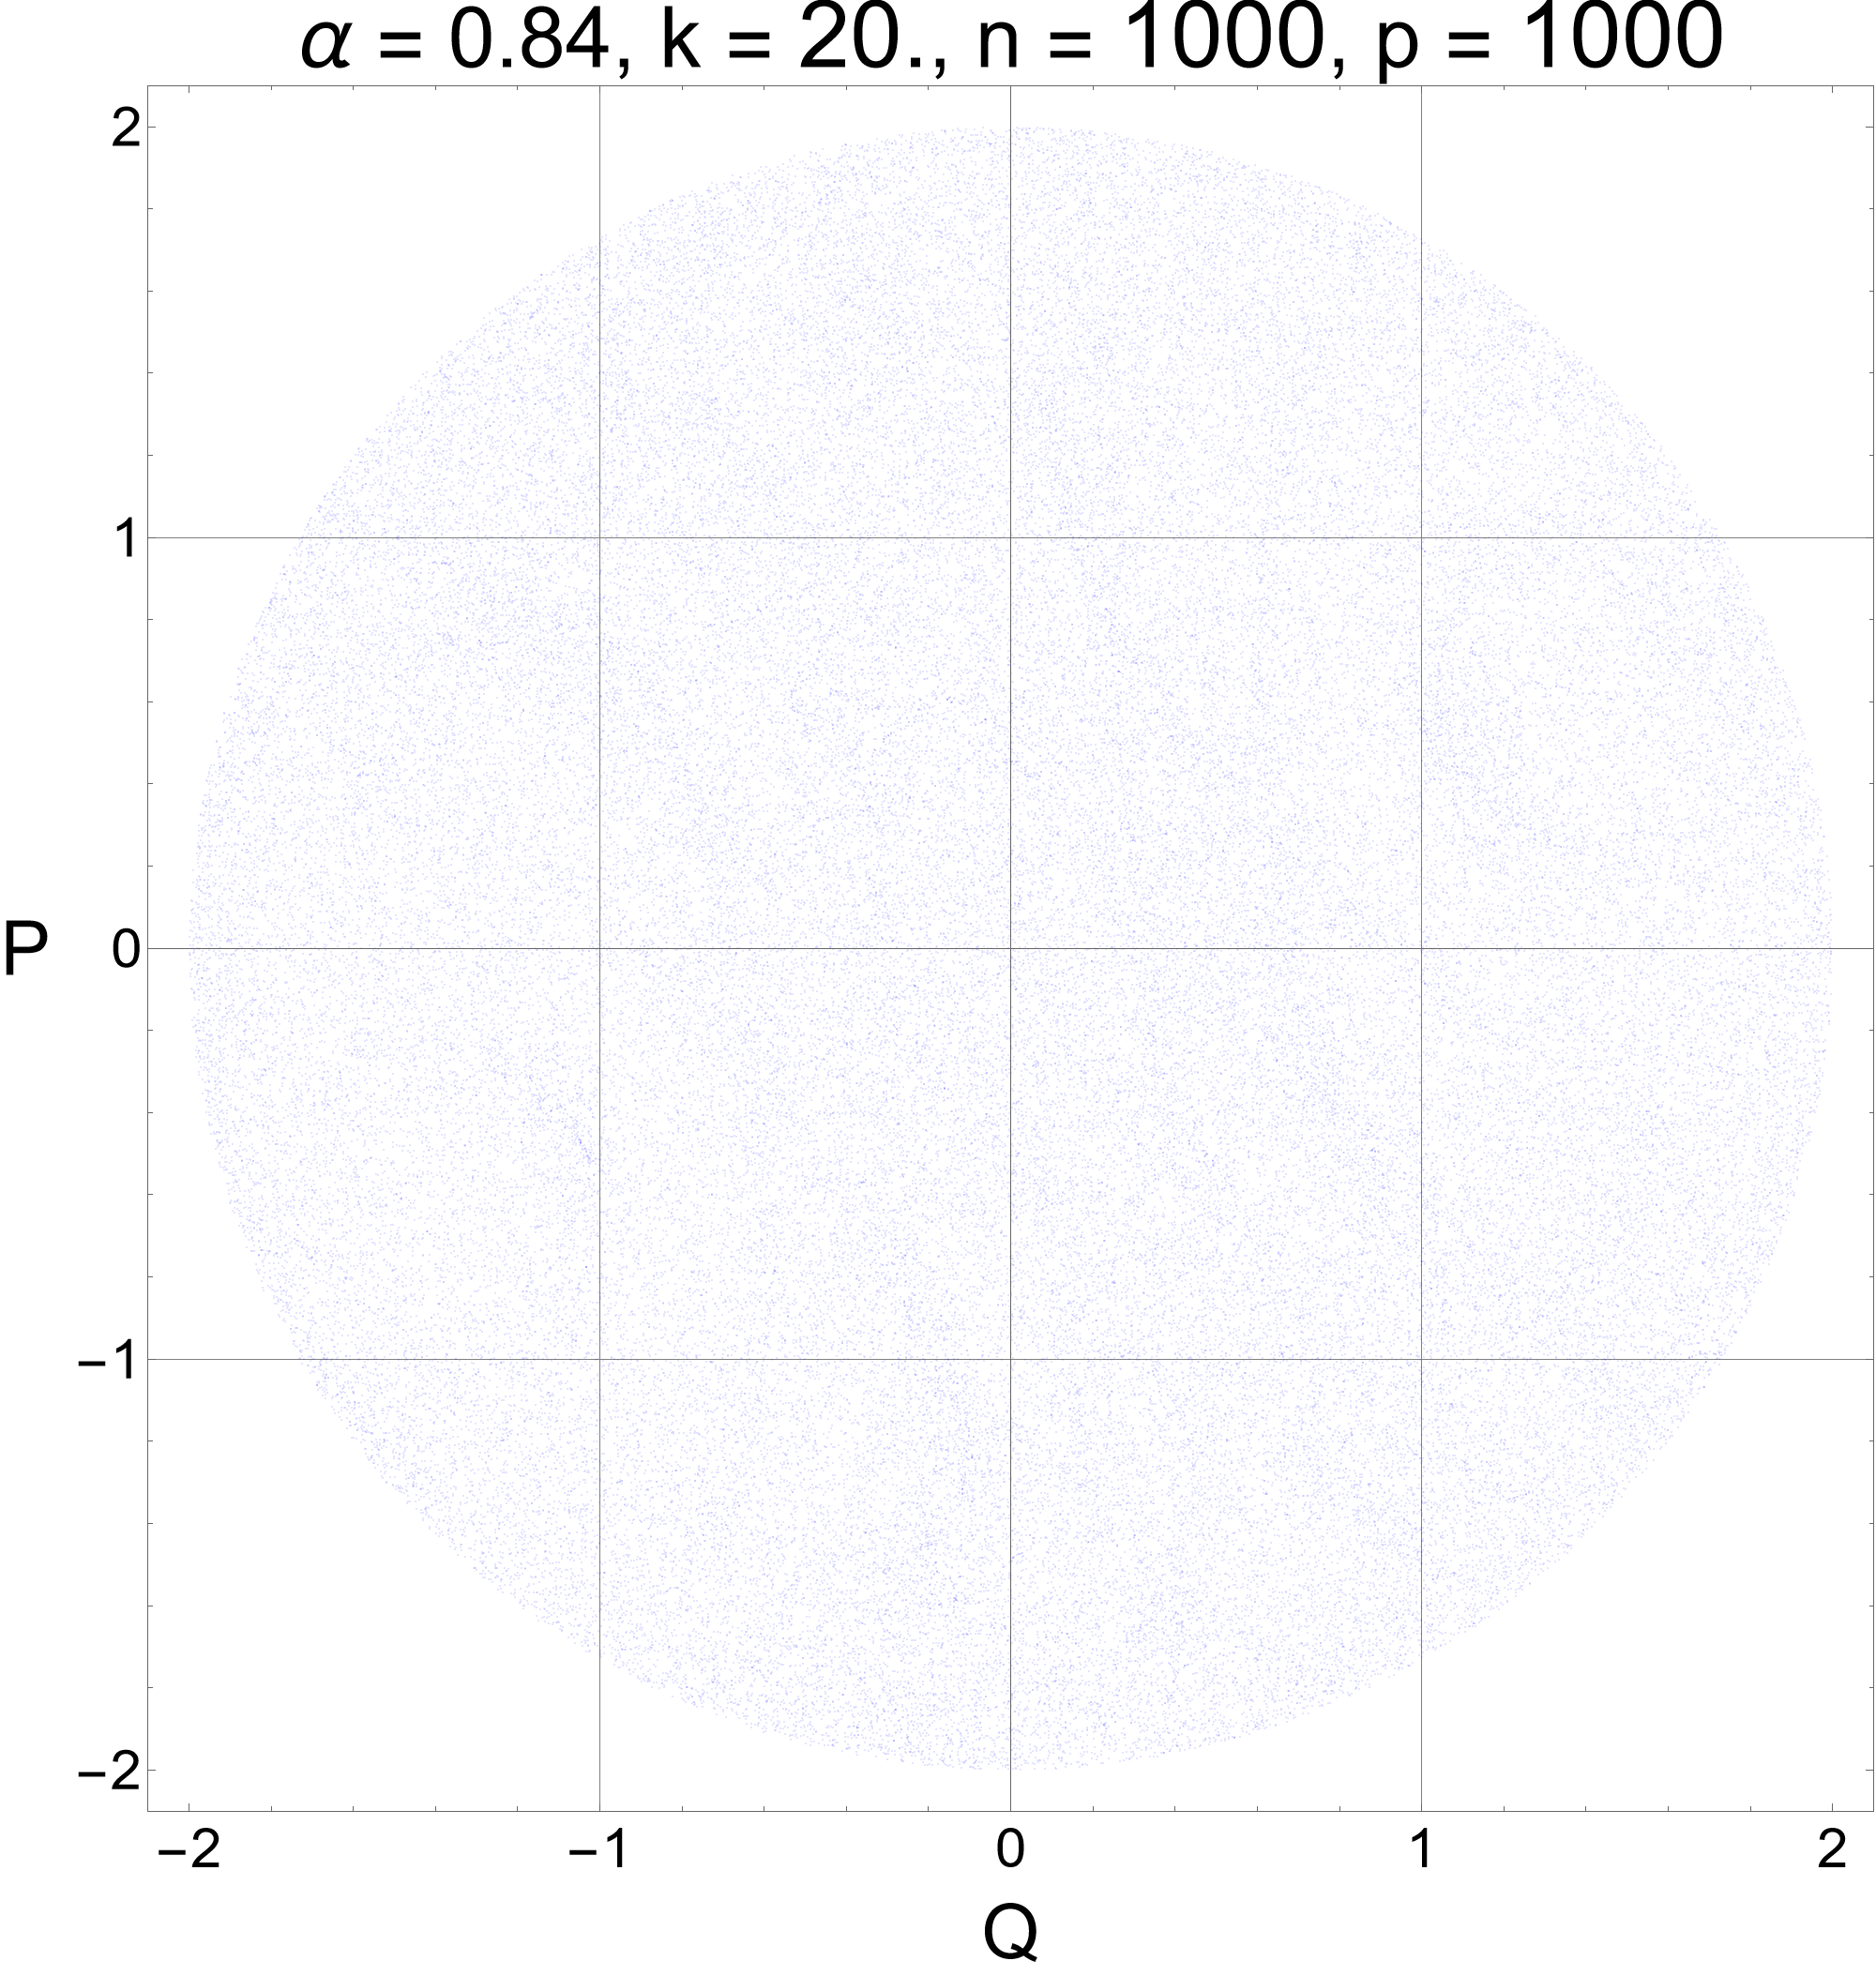 α = 0.84, k = 20., n = 1000, p = 1000
2
1
P
0
−1
−2
−2 −1 0 1 2
Q